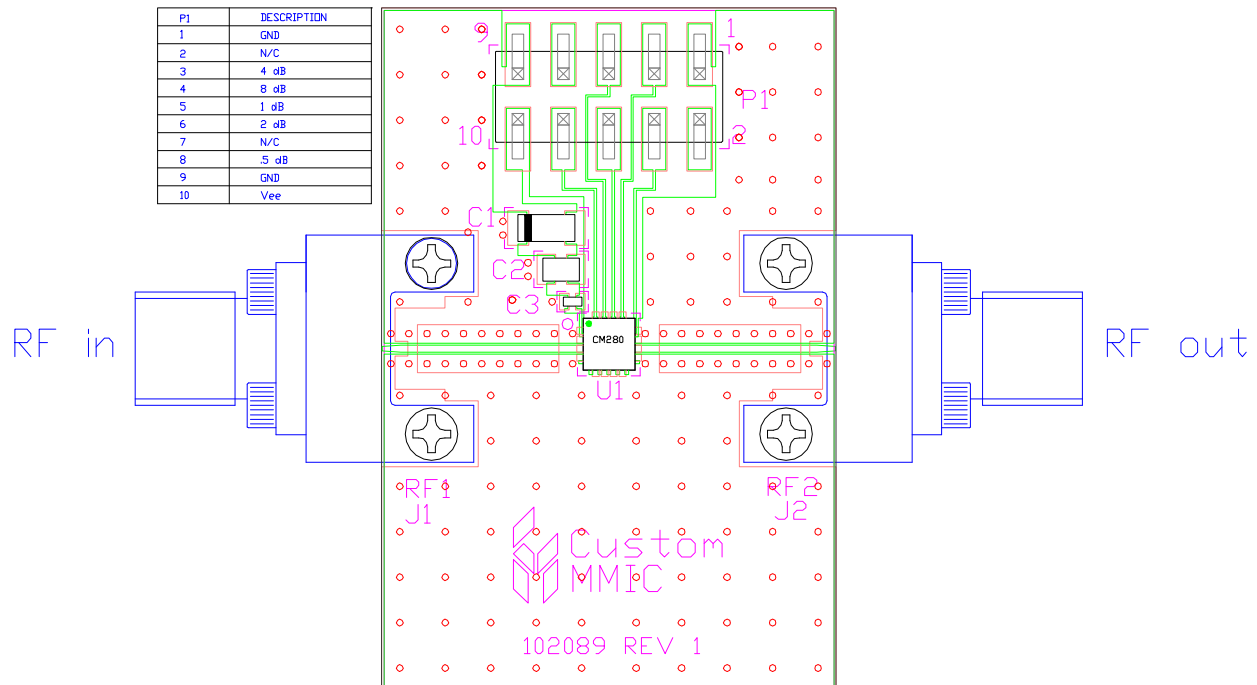 P1 DESCRIPTION
1 GND
2 N/C
3 4 dB
4 8 dB
5 1 dB
6 2 dB
7 N/C
8 .5 dB
9 GND
10 Vee
9 1
P1
10 2
C1
C2
C3
CM280
U1
RF in
RF out
RF1
J1
RF2
J2
Custom
MMIC
102089 REV 1